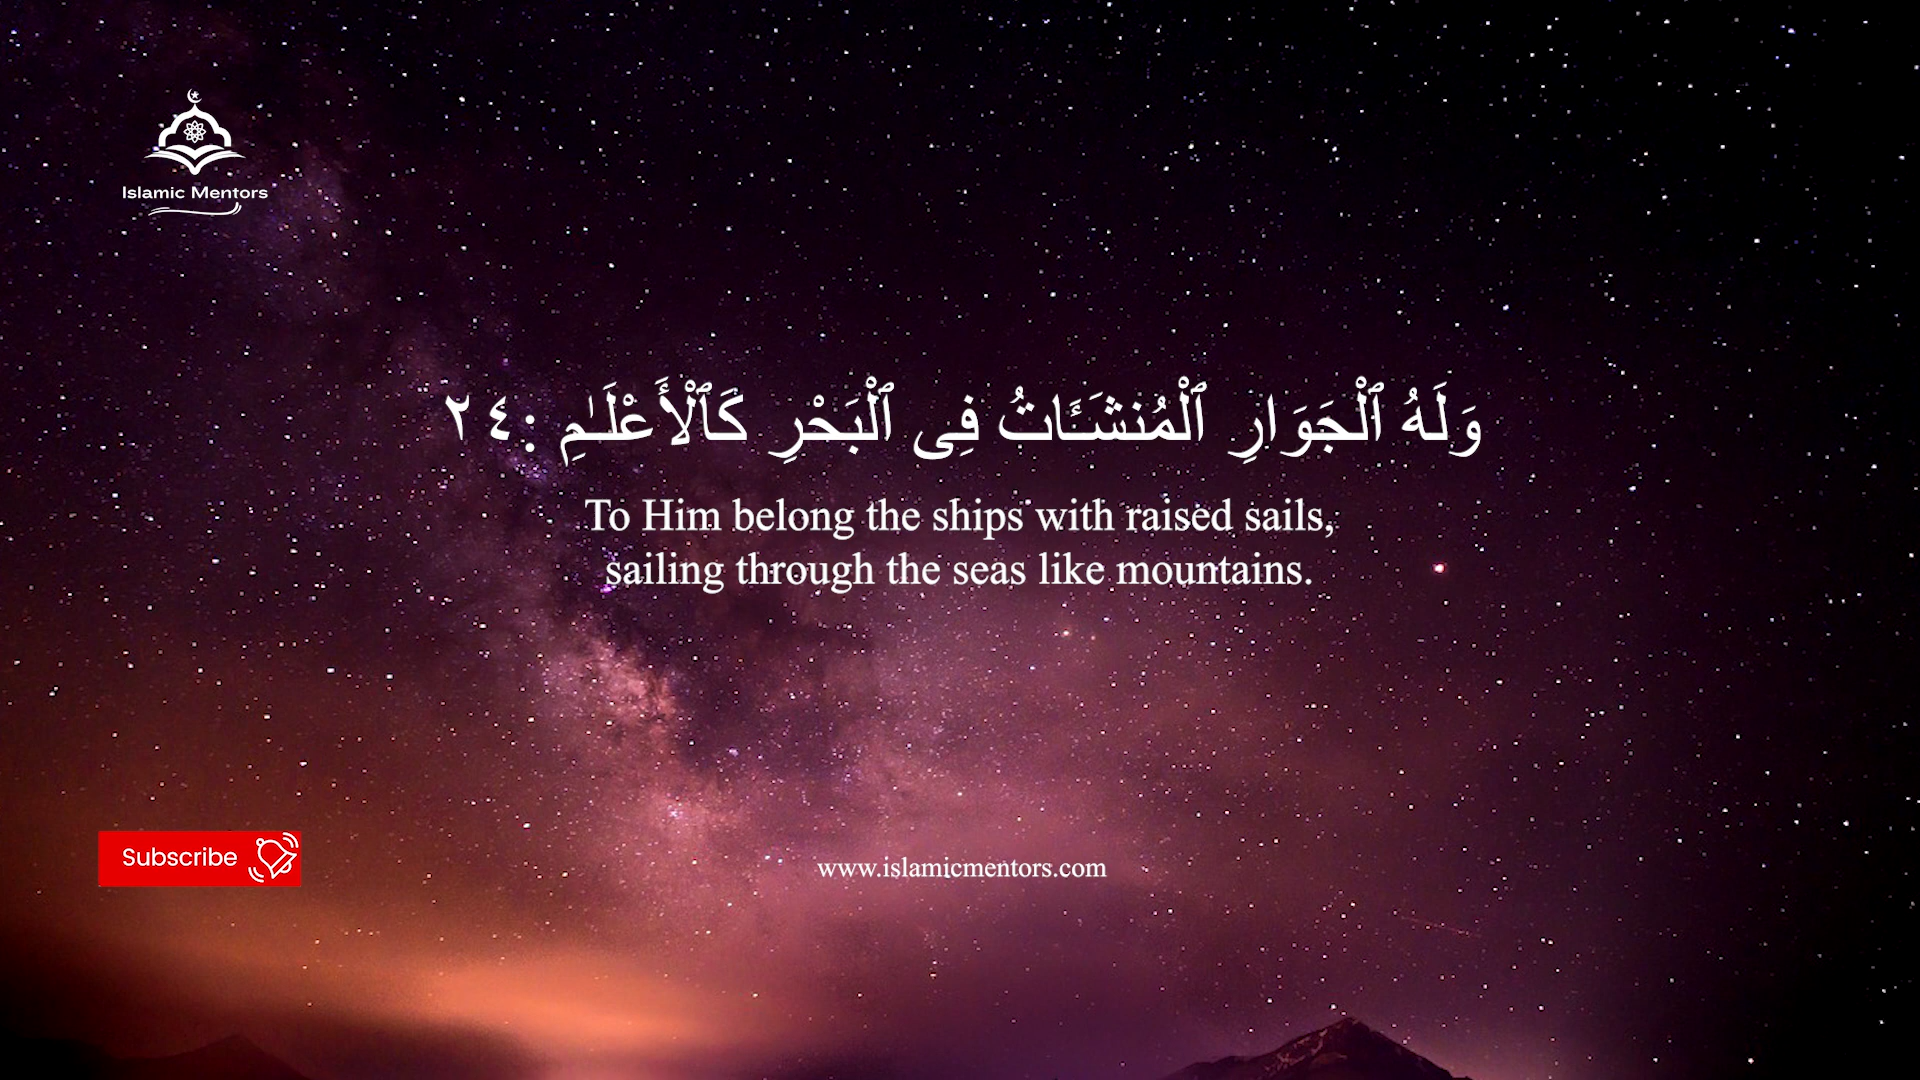 Islamic Mentors
وَلَهُ ٱلْجَوَارِ ٱلْمُنشَـَٔاتُ فِى ٱلْبَحْرِ كَٱلْأَعْلَـٰمِ :٢٤
To Him belong the ships with raised sails,
sailing through the seas like mountains.
Subscribe
www.islamicmentors.com